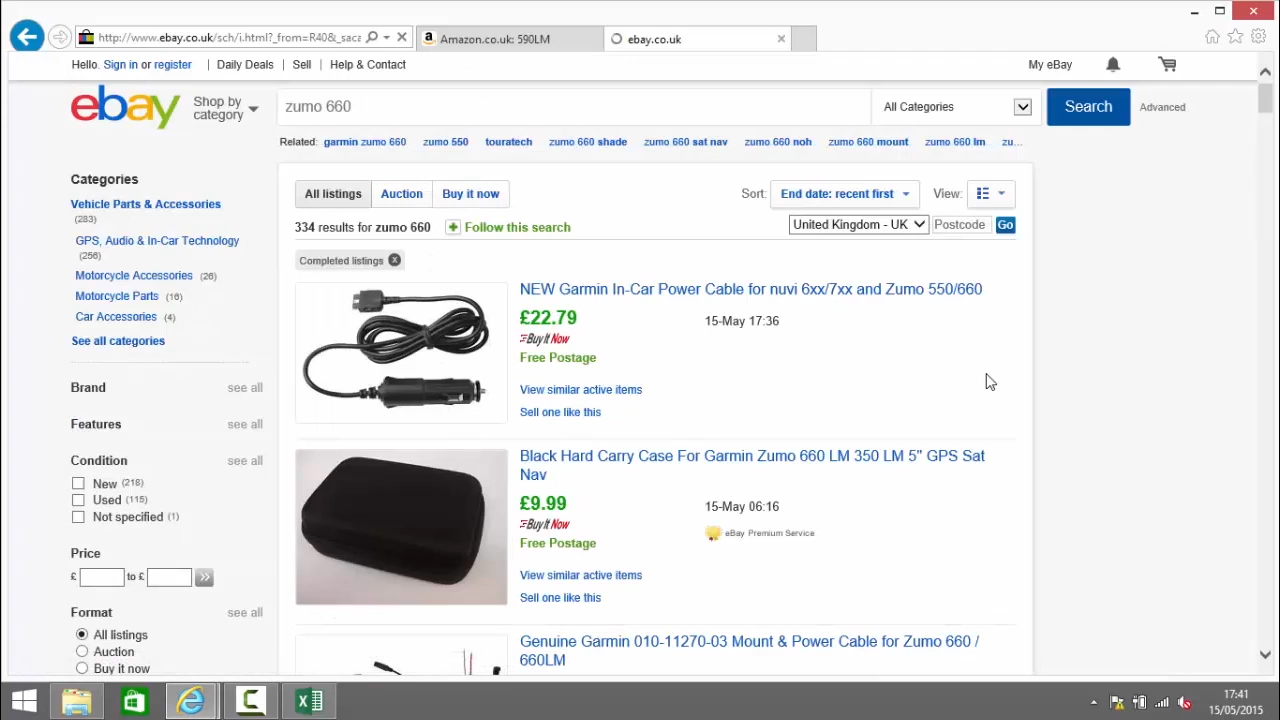 http://www.ebay.co.uk/sch/i.html?_from=R40&_saca
Amazon.co.uk: 590LM
ebay.co.uk
Hello. Sign in or register
Daily Deals
Sell
Help & Contact
My eBay
ebay
Shop by category
zumo 660
All Categories
Search
Advanced
Related: garmin zumo 660 zumo 550 touratech zumo 660 shade zumo 660 sat nav zumo 660 noh zumo 660 mount zumo 660 lm zu...
Categories
Vehicle Parts & Accessories
(283)
GPS, Audio & In-Car Technology
(256)
Motorcycle Accessories (26)
Motorcycle Parts (16)
Car Accessories (4)
See all categories
Brand see all
Features see all
Condition see all
New (218)
Used (115)
Not specified (1)
Price
£ to £
Format see all
All listings
Auction
Buy it now
All listings Auction Buy it now
Sort: End date: recent first View:
334 results for zumo 660 Follow this search
United Kingdom - UK Postcode Go
Completed listings
NEW Garmin In-Car Power Cable for nuvi 6xx/7xx and Zumo 550/660
£22.79 15-May 17:36
Buy It Now
Free Postage
View similar active items
Sell one like this
Black Hard Carry Case For Garmin Zumo 660 LM 350 LM 5" GPS Sat
Nav
£9.99 15-May 06:16
Buy It Now
eBay Premium Service
Free Postage
View similar active items
Sell one like this
Genuine Garmin 010-11270-03 Mount & Power Cable for Zumo 660 /
660LM
17:41
15/05/2015